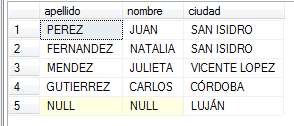 apellido nombre ciudad
1 PEREZ JUAN SAN ISIDRO
2 FERNANDEZ NATALIA SAN ISIDRO
3 MENDEZ JULIETA VICENTE LOPEZ
4 GUTIERREZ CARLOS CÓRDOBA
5 NULL NULL LUJÁN